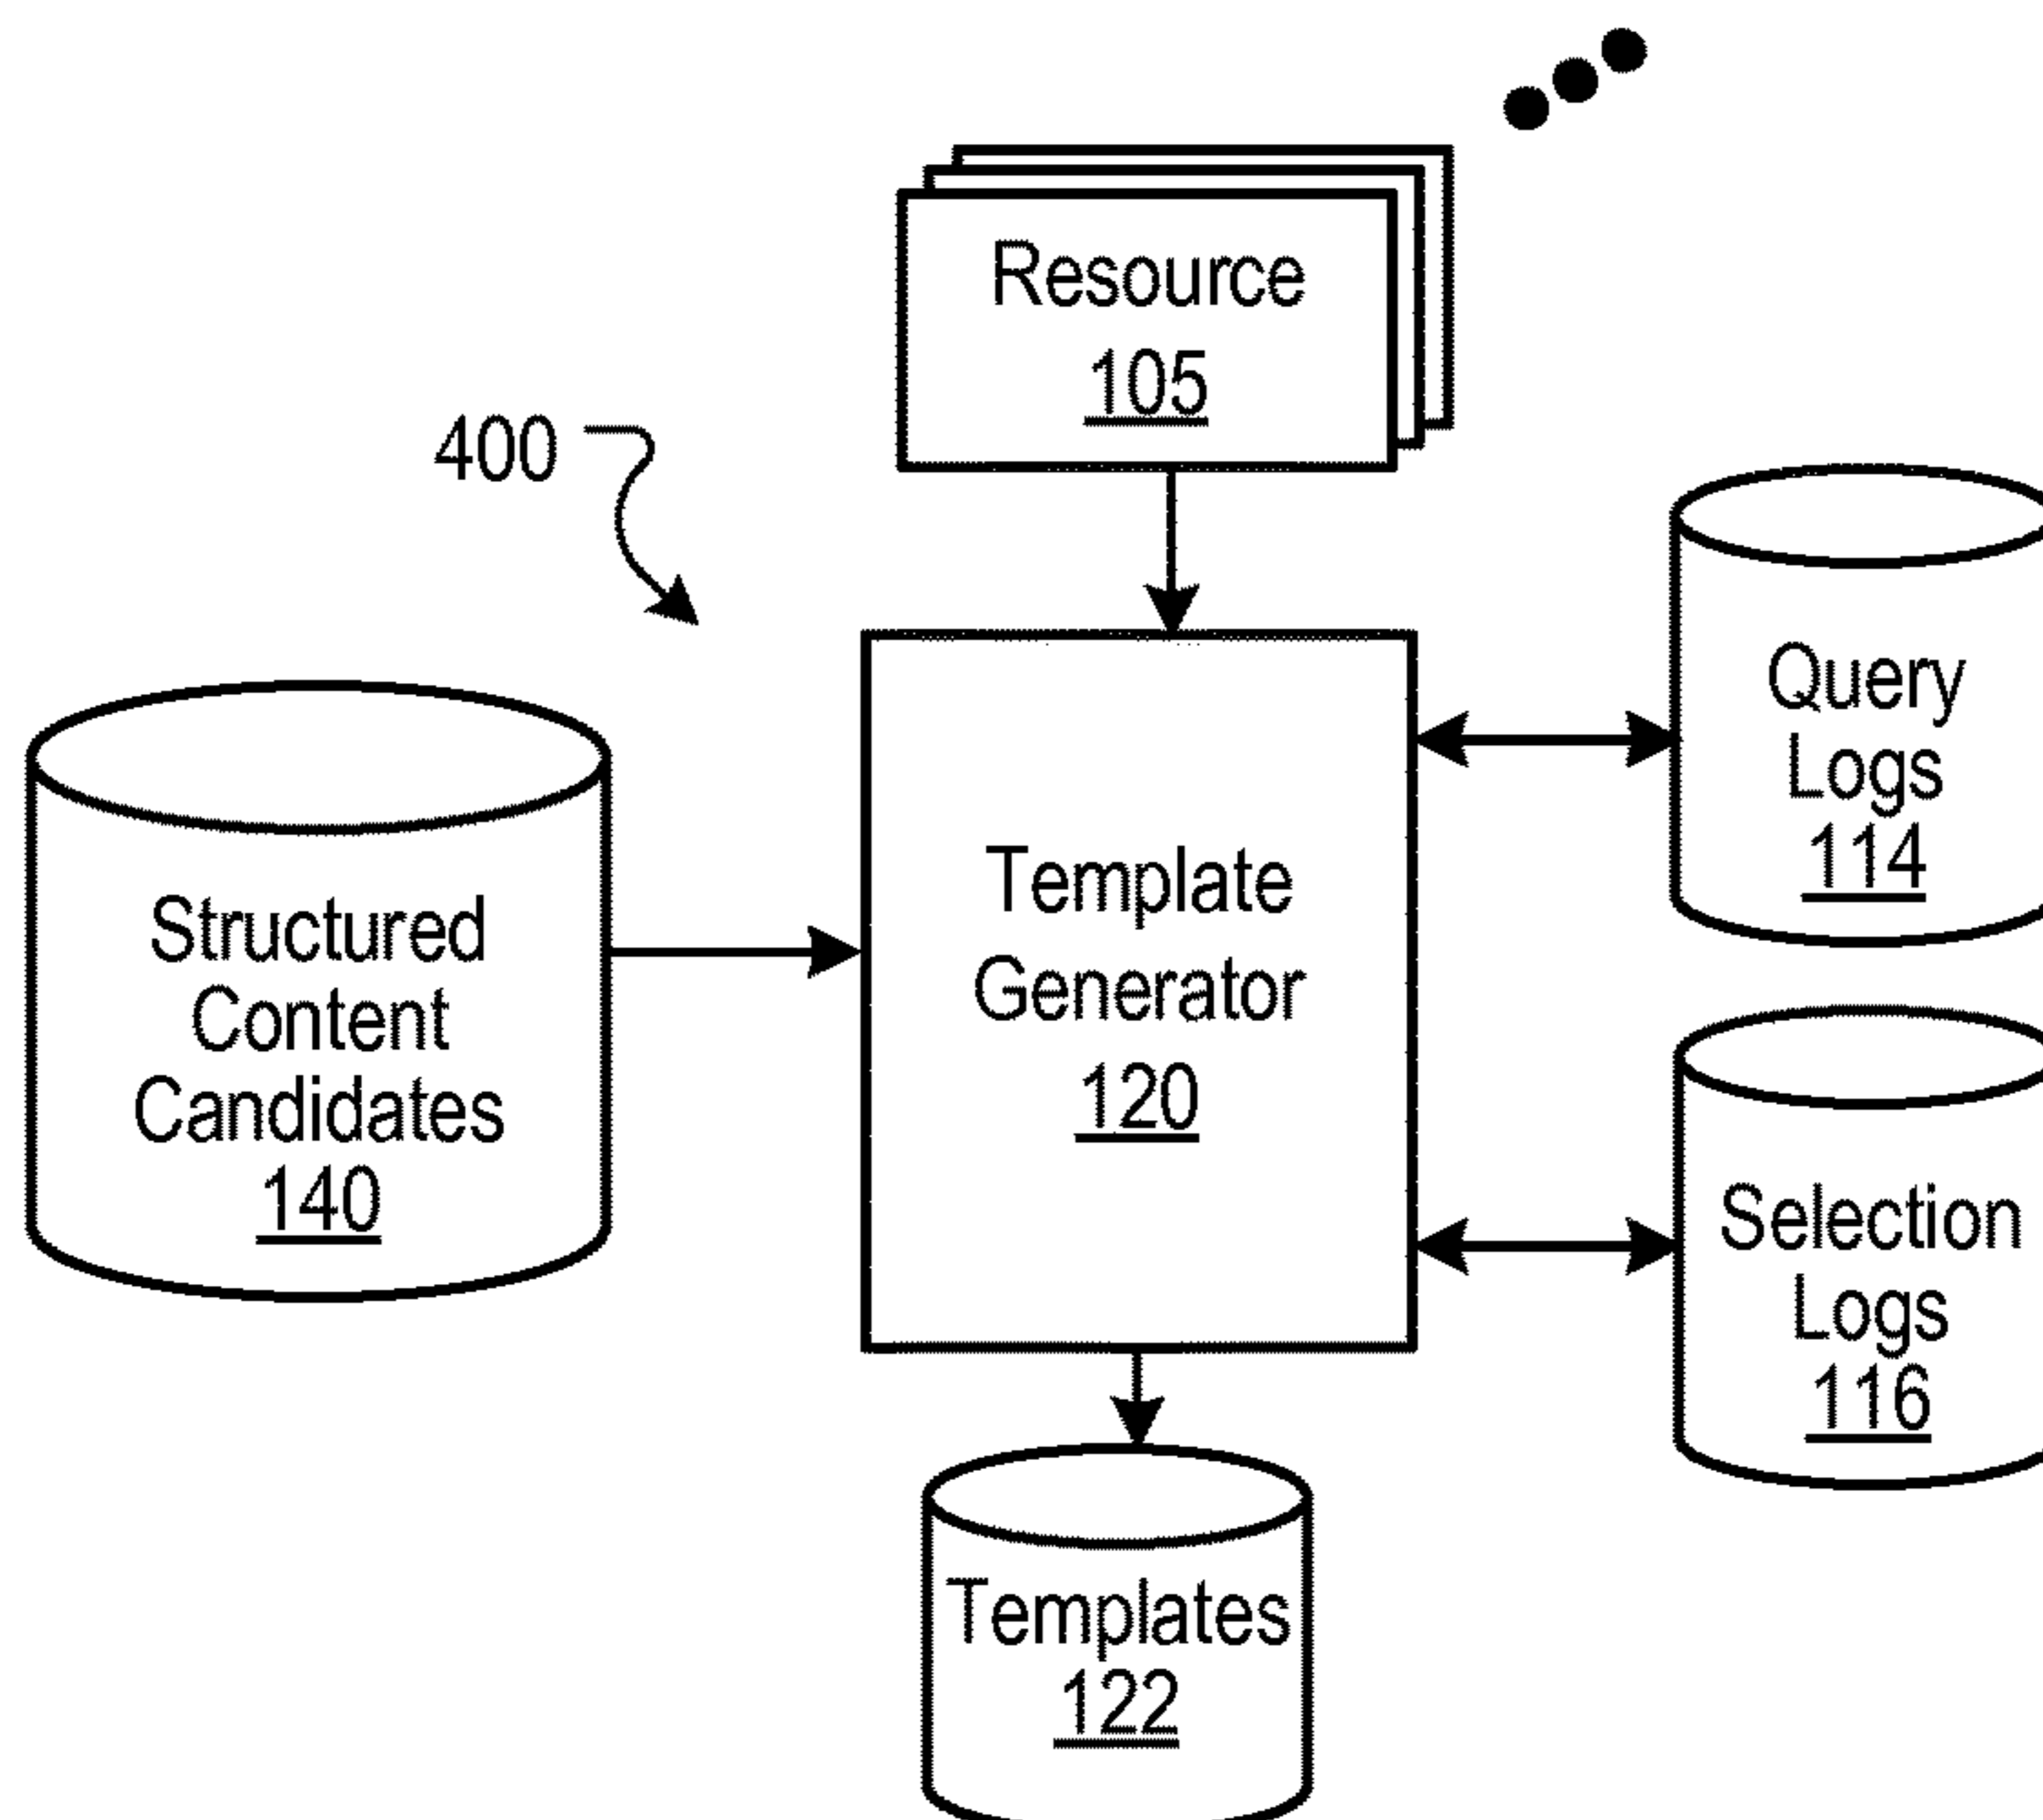 Resource
105
400
Query
Logs
114
Structured
Content
Candidates
140
Template
Generator
120
Selection
Logs
116
Templates
122